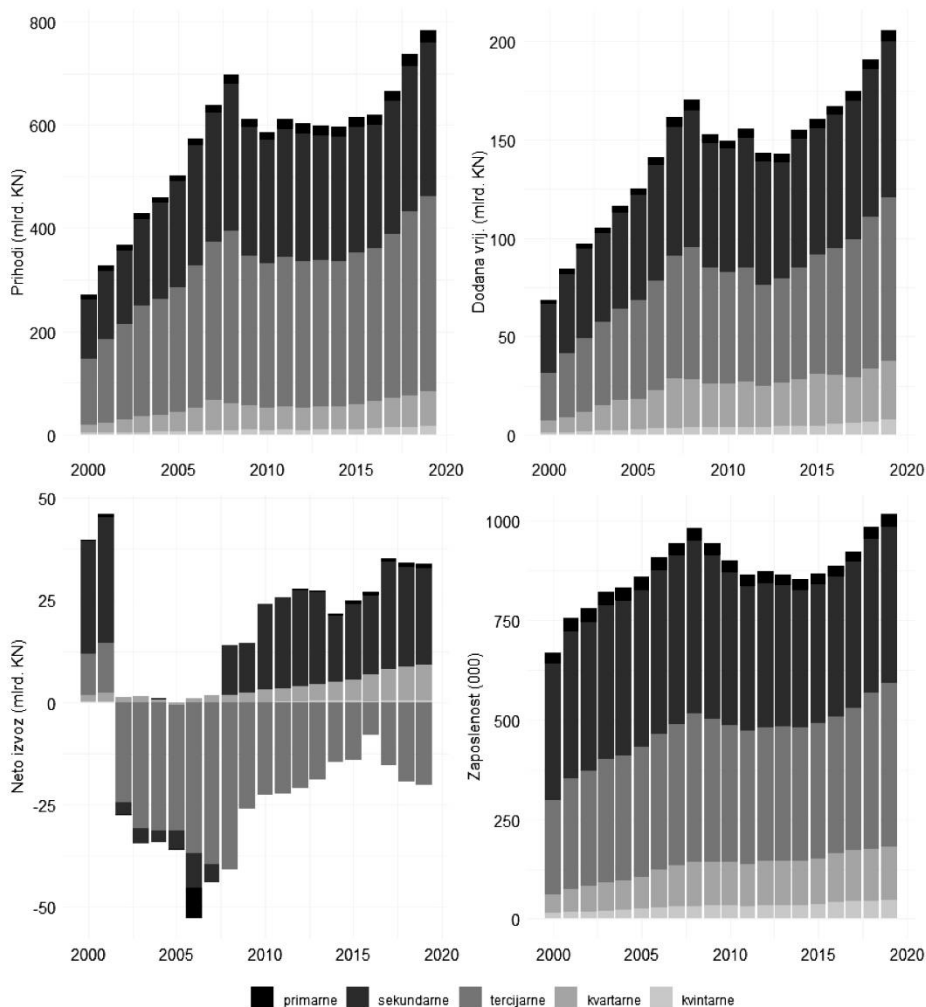 800
600
400
200
0
Prihodi (mlrd. KN)
2000 2005 2010 2015 2020
200
150
100
50
0
Dodana vrij. (mlrd. KN)
2000 2005 2010 2015 2020
50
25
0
-25
-50
Neto izvoz (mlrd. KN)
2000 2005 2010 2015 2020
1000
750
500
250
0
Zaposlenost (000)
2000 2005 2010 2015 2020
primarne sekundarne tercijarne kvartarne kvintarne